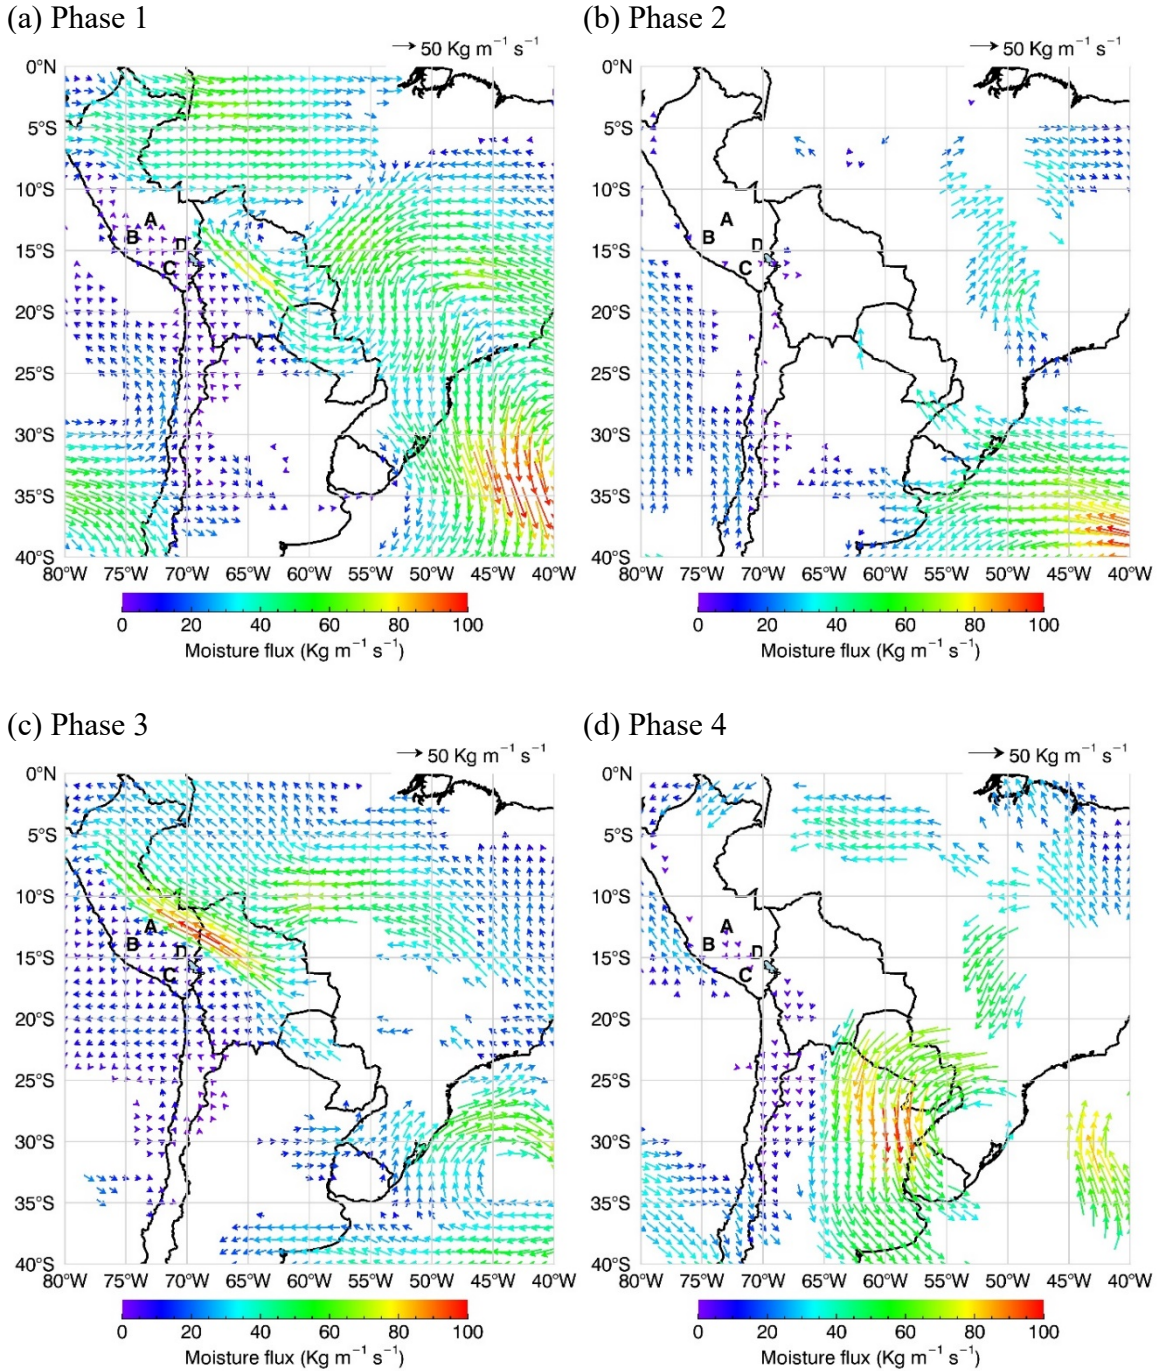 (a) Phase 1
50 Kg m⁻¹ s⁻¹
0°N
5°S
10°S
15°S
20°S
25°S
30°S
35°S
40°S
A
B
D
C
80°W 75°W 70°W 65°W 60°W 55°W 50°W 45°W 40°W
0 20 40 60 80 100
Moisture flux (Kg m⁻¹ s⁻¹)
(b) Phase 2
50 Kg m⁻¹ s⁻¹
0°N
5°S
10°S
15°S
20°S
25°S
30°S
35°S
40°S
A
B
D
C
80°W 75°W 70°W 65°W 60°W 55°W 50°W 45°W 40°W
0 20 40 60 80 100
Moisture flux (Kg m⁻¹ s⁻¹)
(c) Phase 3
50 Kg m⁻¹ s⁻¹
0°N
5°S
10°S
15°S
20°S
25°S
30°S
35°S
40°S
A
B
D
C
80°W 75°W 70°W 65°W 60°W 55°W 50°W 45°W 40°W
0 20 40 60 80 100
Moisture flux (Kg m⁻¹ s⁻¹)
(d) Phase 4
50 Kg m⁻¹ s⁻¹
0°N
5°S
10°S
15°S
20°S
25°S
30°S
35°S
40°S
A
B
D
C
80°W 75°W 70°W 65°W 60°W 55°W 50°W 45°W 40°W
0 20 40 60 80 100
Moisture flux (Kg m⁻¹ s⁻¹)